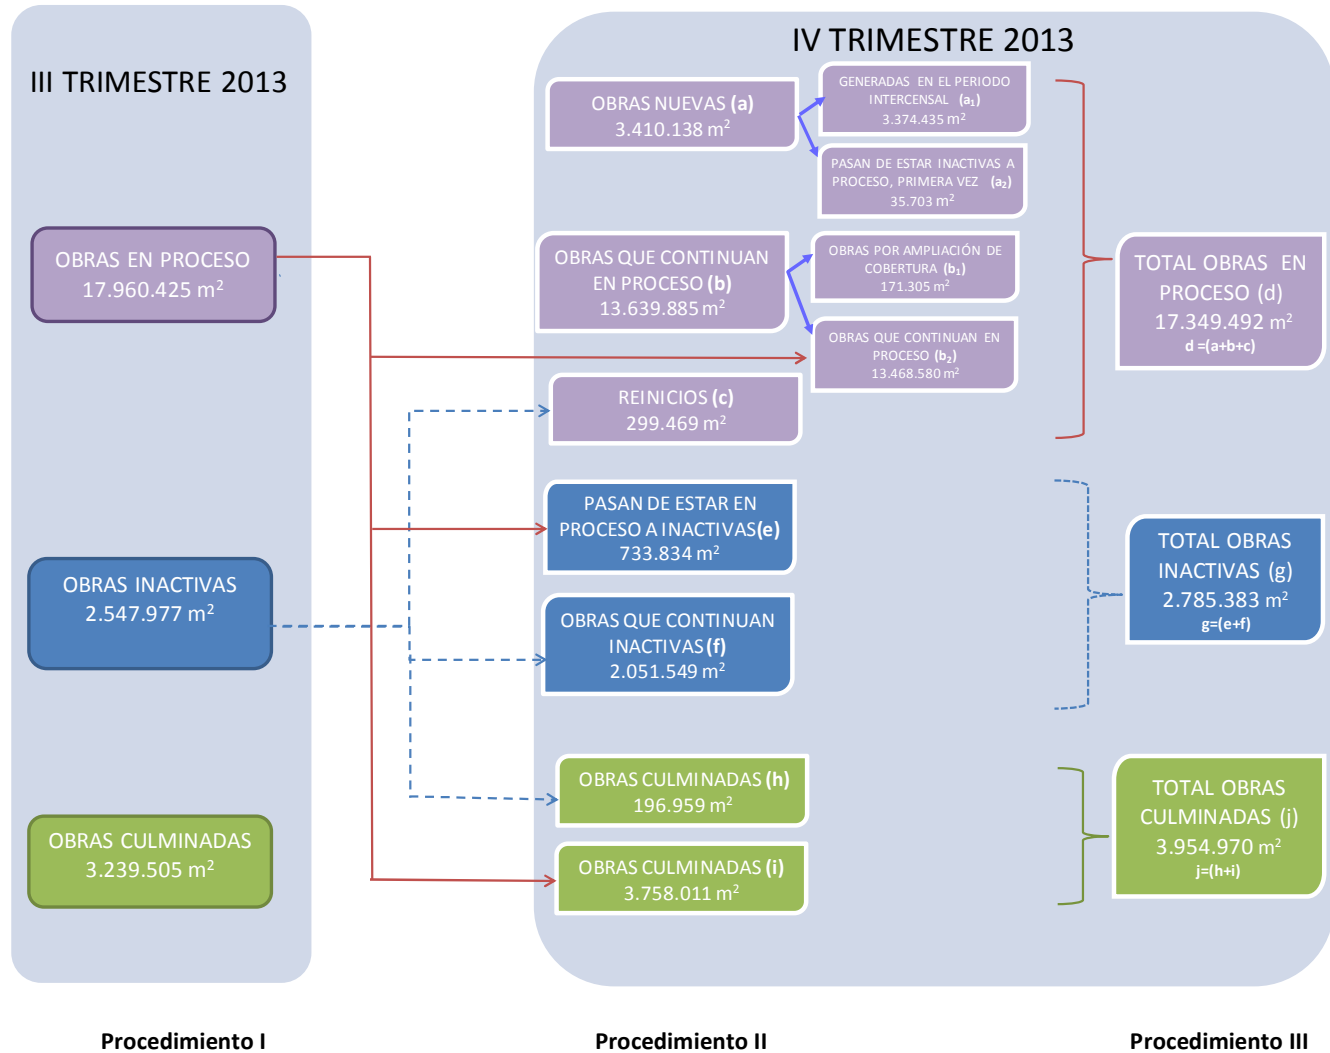 III TRIMESTRE 2013
OBRAS EN PROCESO
17.960.425 m²
OBRAS INACTIVAS
2.547.977 m²
OBRAS CULMINADAS
3.239.505 m²
IV TRIMESTRE 2013
OBRAS NUEVAS (a)
3.410.138 m²
GENERADAS EN EL PERIODO
INTERCENSAL (a₁)
3.374.435 m²
PASAN DE ESTAR INACTIVAS A
PROCESO, PRIMERA VEZ (a₂)
35.703 m²
OBRAS QUE CONTINUAN
EN PROCESO (b)
13.639.885 m²
OBRAS POR AMPLIACIÓN DE
COBERTURA (b₁)
171.305 m²
OBRAS QUE CONTINUAN EN
PROCESO (b₂)
13.468.580 m²
REINICIOS (c)
299.469 m²
PASAN DE ESTAR EN
PROCESO A INACTIVAS(e)
733.834 m²
OBRAS QUE CONTINUAN
INACTIVAS (f)
2.051.549 m²
OBRAS CULMINADAS (h)
196.959 m²
OBRAS CULMINADAS (i)
3.758.011 m²
TOTAL OBRAS EN
PROCESO (d)
17.349.492 m²
d =(a+b+c)
TOTAL OBRAS
INACTIVAS (g)
2.785.383 m²
g=(e+f)
TOTAL OBRAS
CULMINADAS (j)
3.954.970 m²
j=(h+i)
Procedimiento I
Procedimiento II
Procedimiento III